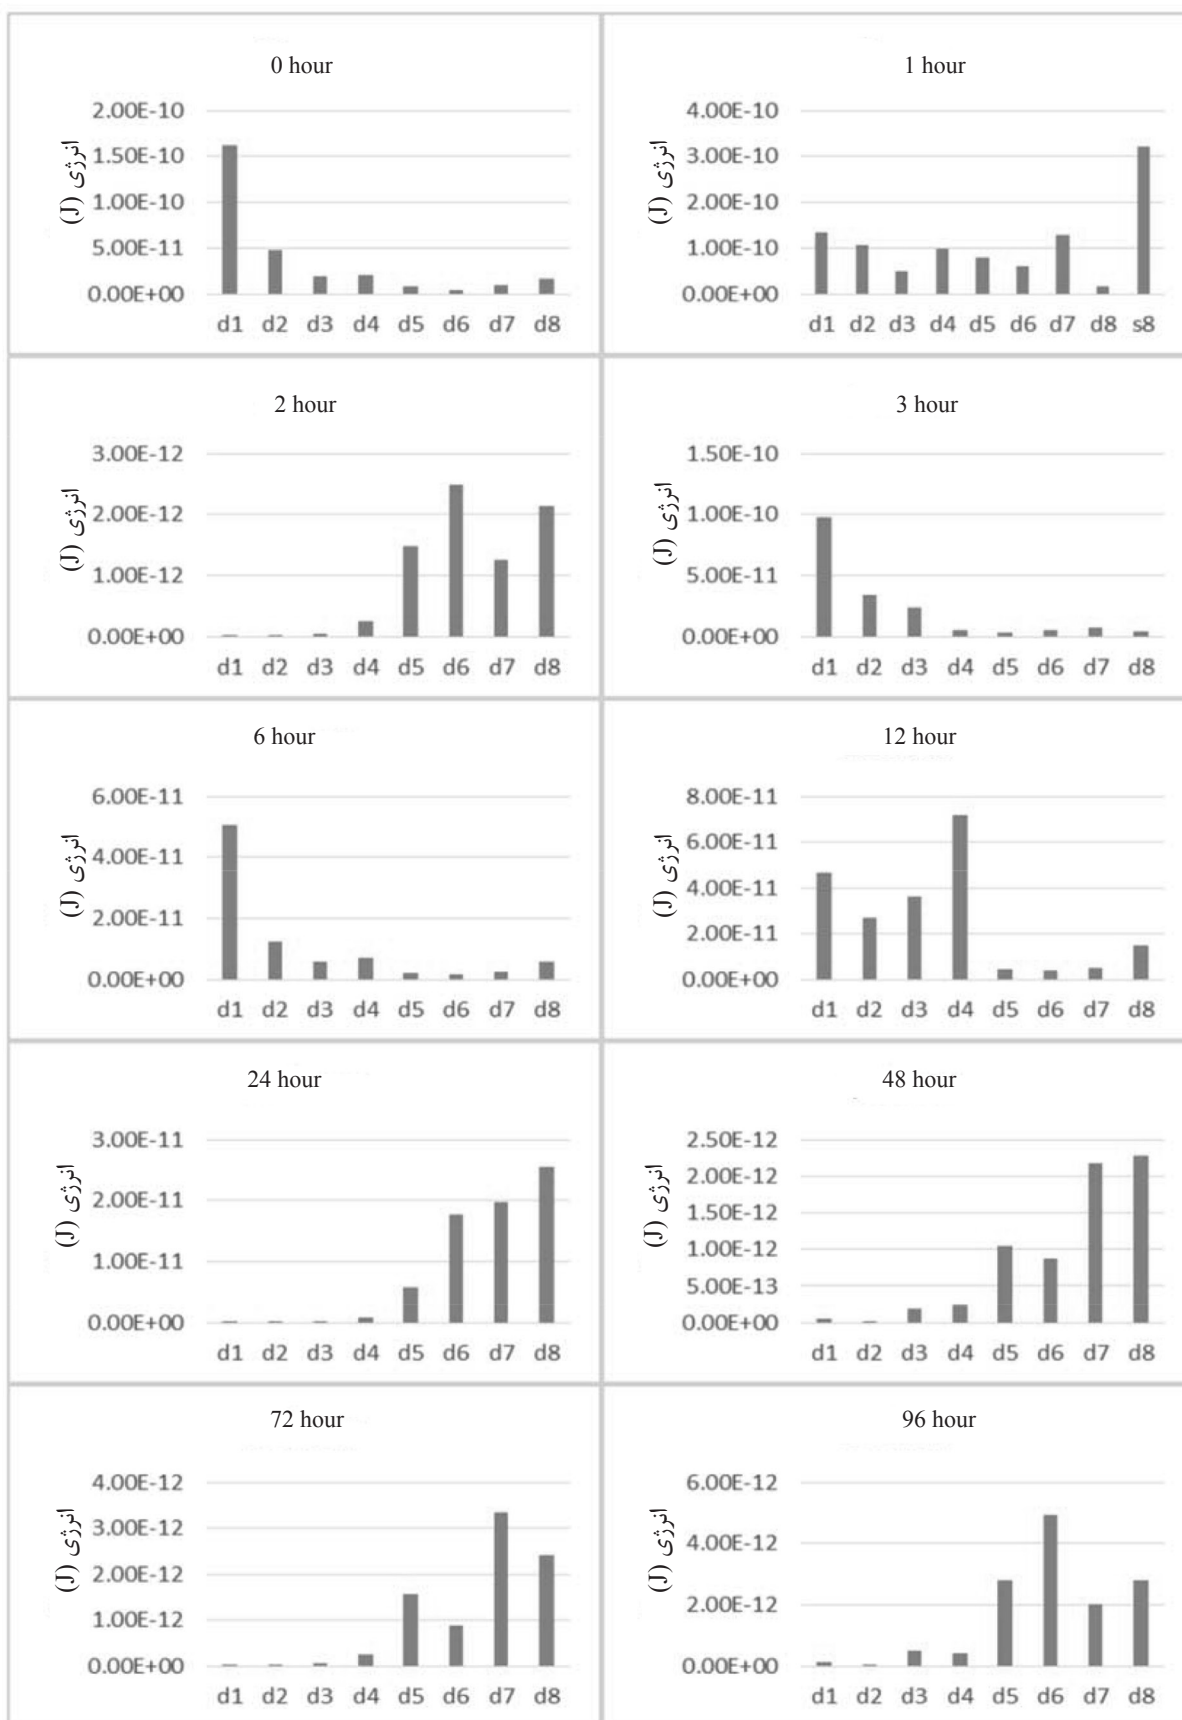 0 hour
انرژی (J)
2.00E-10
1.50E-10
1.00E-10
5.00E-11
0.00E+00
d1 d2 d3 d4 d5 d6 d7 d8
1 hour
انرژی (J)
4.00E-10
3.00E-10
2.00E-10
1.00E-10
0.00E+00
d1 d2 d3 d4 d5 d6 d7 d8 s8
2 hour
انرژی (J)
3.00E-12
2.00E-12
1.00E-12
0.00E+00
d1 d2 d3 d4 d5 d6 d7 d8
3 hour
انرژی (J)
1.50E-10
1.00E-10
5.00E-11
0.00E+00
d1 d2 d3 d4 d5 d6 d7 d8
6 hour
انرژی (J)
6.00E-11
4.00E-11
2.00E-11
0.00E+00
d1 d2 d3 d4 d5 d6 d7 d8
12 hour
انرژی (J)
8.00E-11
6.00E-11
4.00E-11
2.00E-11
0.00E+00
d1 d2 d3 d4 d5 d6 d7 d8
24 hour
انرژی (J)
3.00E-11
2.00E-11
1.00E-11
0.00E+00
d1 d2 d3 d4 d5 d6 d7 d8
48 hour
انرژی (J)
2.50E-12
2.00E-12
1.50E-12
1.00E-12
5.00E-13
0.00E+00
d1 d2 d3 d4 d5 d6 d7 d8
72 hour
انرژی (J)
4.00E-12
3.00E-12
2.00E-12
1.00E-12
0.00E+00
d1 d2 d3 d4 d5 d6 d7 d8
96 hour
انرژی (J)
6.00E-12
4.00E-12
2.00E-12
0.00E+00
d1 d2 d3 d4 d5 d6 d7 d8